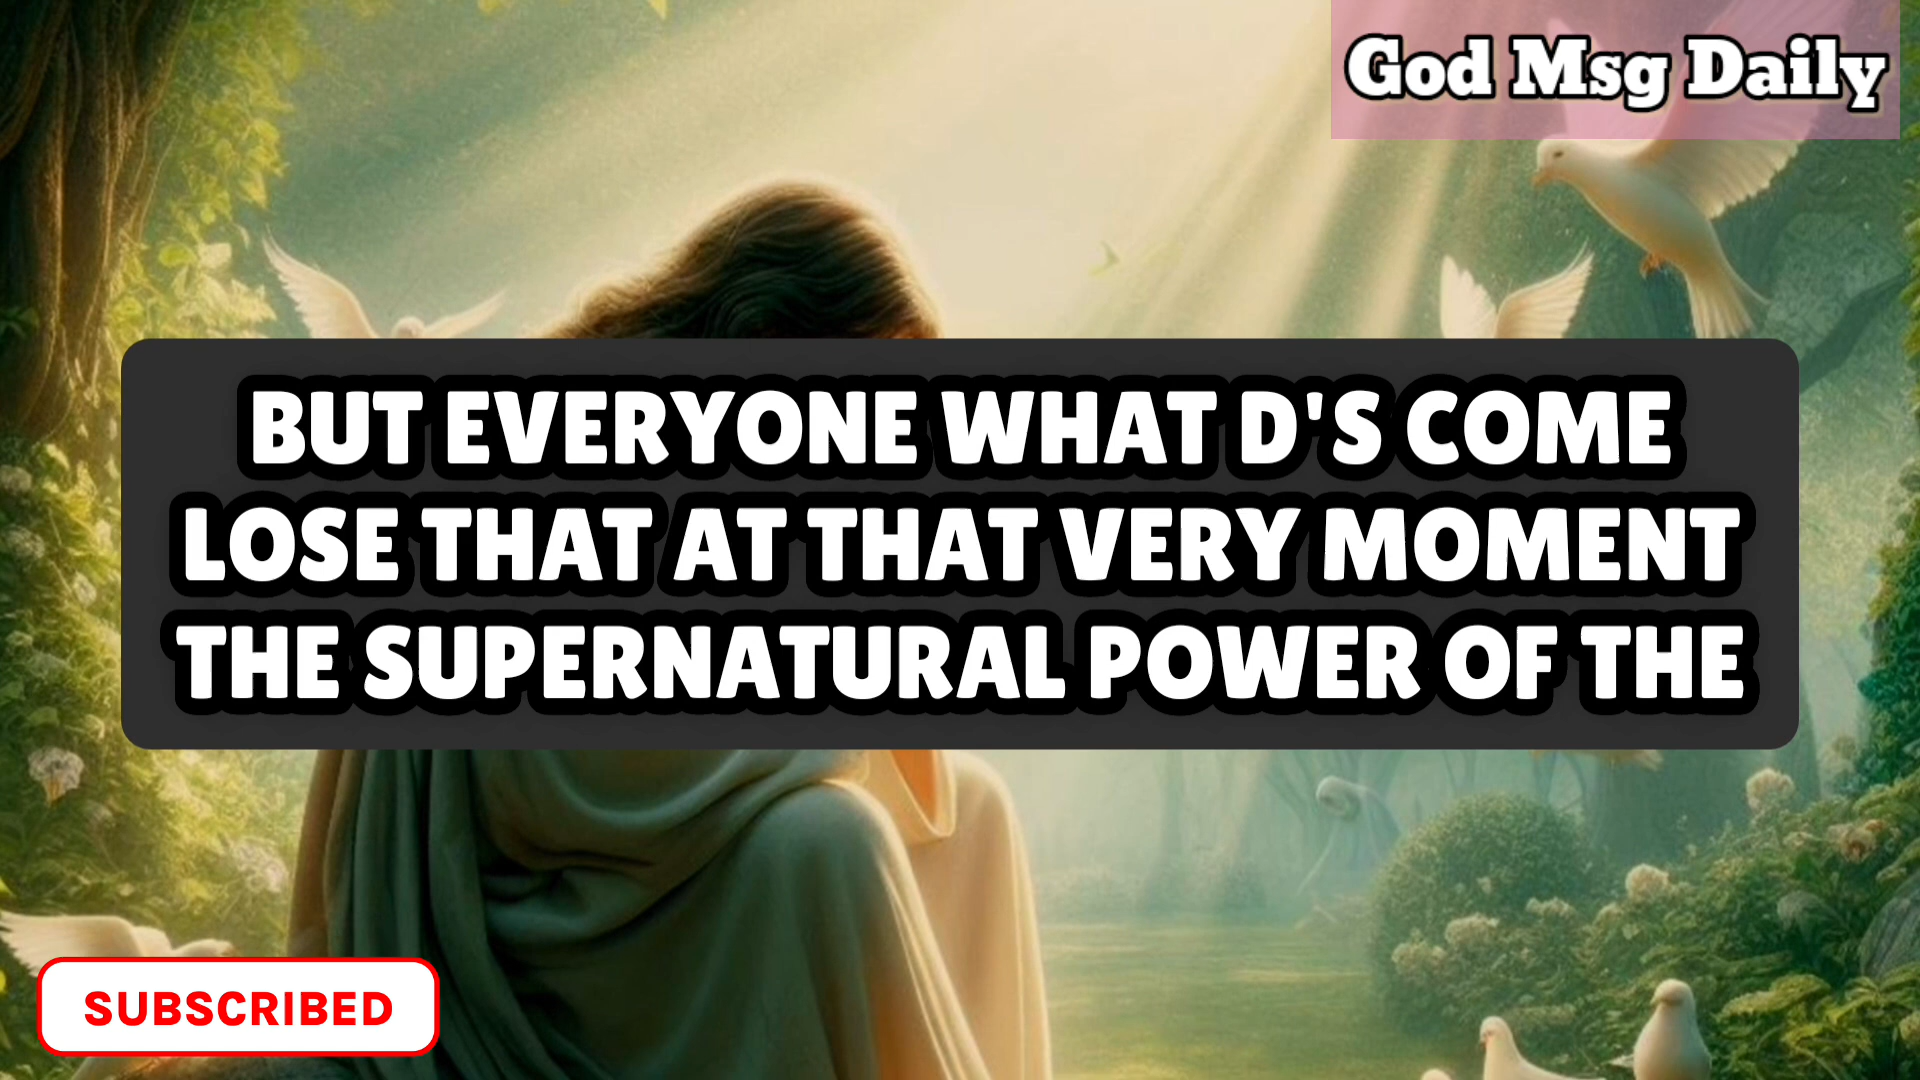 God Msg Daily
BUT EVERYONE WHAT D'S COME
LOSE THAT AT THAT VERY MOMENT
THE SUPERNATURAL POWER OF THE
SUBSCRIBED